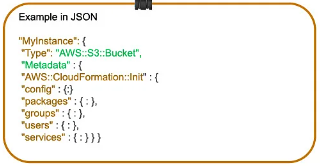 Example in JSON
"MyInstance": {
"Type": "AWS::S3::Bucket",
"Metadata" : {
"AWS::CloudFormation::Init" : {
"config" : {:}
"packages" : { : },
"groups" : { : },
"users" : { : },
"services" : { : } } }